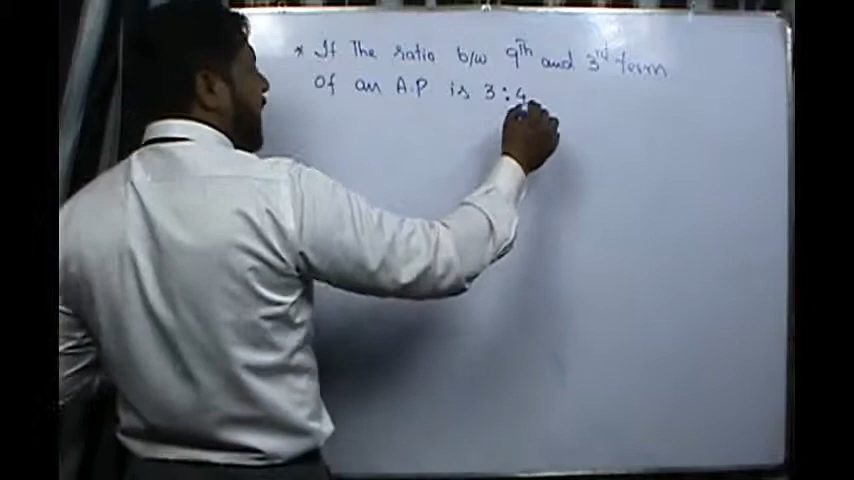 * If The ratio b/w 9th and 3rd term
of an A.P is 3:4